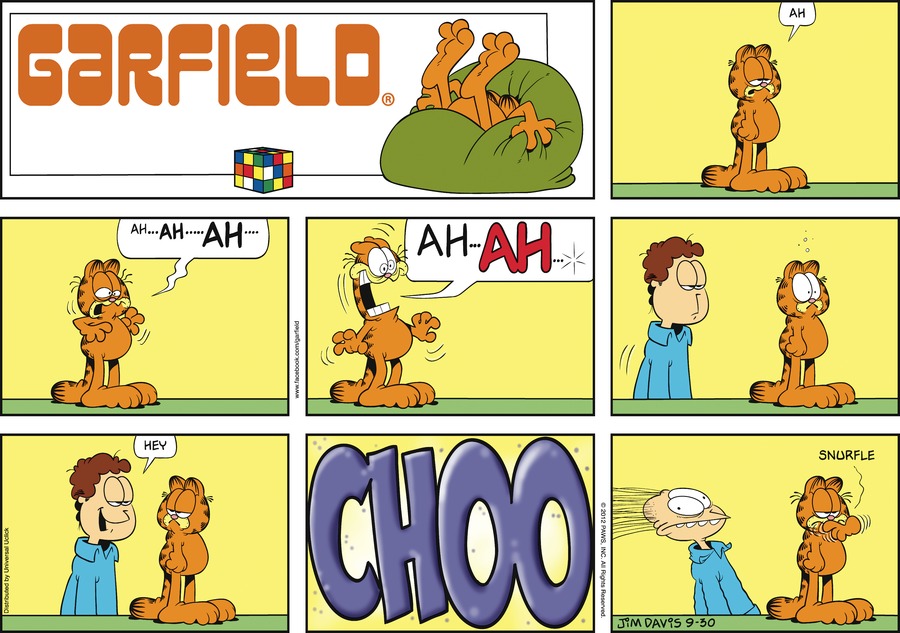 GARFIELD®
AH
AH...AH.....AH....
www.facebook.com/garfield
AH...AH...
HEY
Distributed by Universal Uclick
CHOO
© 2012 PAWS, INC. All Rights Reserved.
SNURFLE
JIM DAVIS 9-30